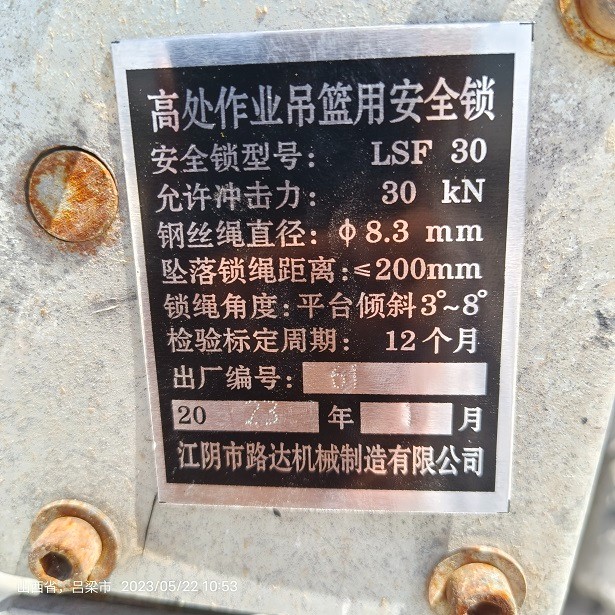 高处作业吊篮用安全锁
安全锁型号: LSF 30
允许冲击力: 30 kN
钢丝绳直径: φ8.3 mm
坠落锁绳距离:≤200mm
锁绳角度:平台倾斜3°~8°
检验标定周期: 12个月
出厂编号: 61
20 23 年 1 月
江阴市路达机械制造有限公司
山西省，吕梁市 2023/05/22 10:53